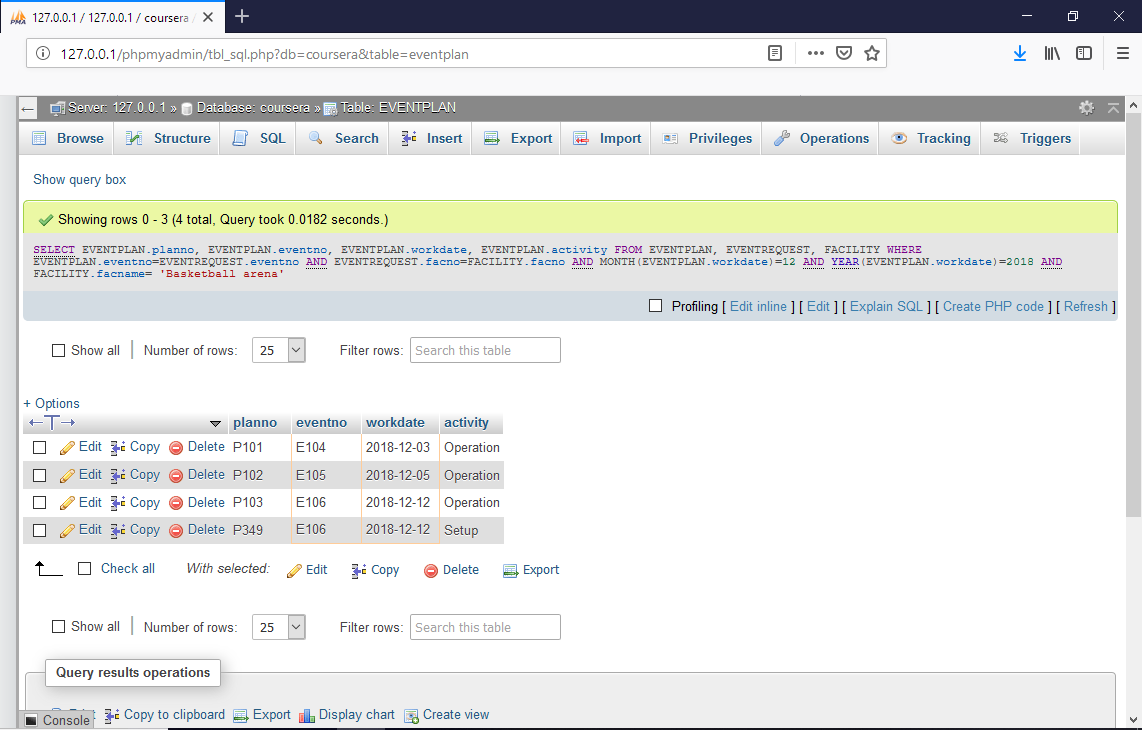 127.0.0.1 / 127.0.0.1 / coursera
127.0.0.1/phpmyadmin/tbl_sql.php?db=coursera&table=eventplan
Server: 127.0.0.1 » Database: coursera » Table: EVENTPLAN
Browse Structure SQL Search Insert Export Import Privileges Operations Tracking Triggers
Show query box
Showing rows 0 - 3 (4 total, Query took 0.0182 seconds.)
SELECT EVENTPLAN.planno, EVENTPLAN.eventno, EVENTPLAN.workdate, EVENTPLAN.activity FROM EVENTPLAN, EVENTREQUEST, FACILITY WHERE
EVENTPLAN.eventno=EVENTREQUEST.eventno AND EVENTREQUEST.facno=FACILITY.facno AND MONTH(EVENTPLAN.workdate)=12 AND YEAR(EVENTPLAN.workdate)=2018 AND
FACILITY.facname= 'Basketball arena'
Profiling [ Edit inline ] [ Edit ] [ Explain SQL ] [ Create PHP code ] [ Refresh ]
Show all Number of rows: 25 Filter rows: Search this table
+ Options
planno eventno workdate activity
Edit Copy Delete P101 E104 2018-12-03 Operation
Edit Copy Delete P102 E105 2018-12-05 Operation
Edit Copy Delete P103 E106 2018-12-12 Operation
Edit Copy Delete P349 E106 2018-12-12 Setup
Check all With selected: Edit Copy Delete Export
Show all Number of rows: 25 Filter rows: Search this table
Query results operations
Copy to clipboard Export Display chart Create view
Console